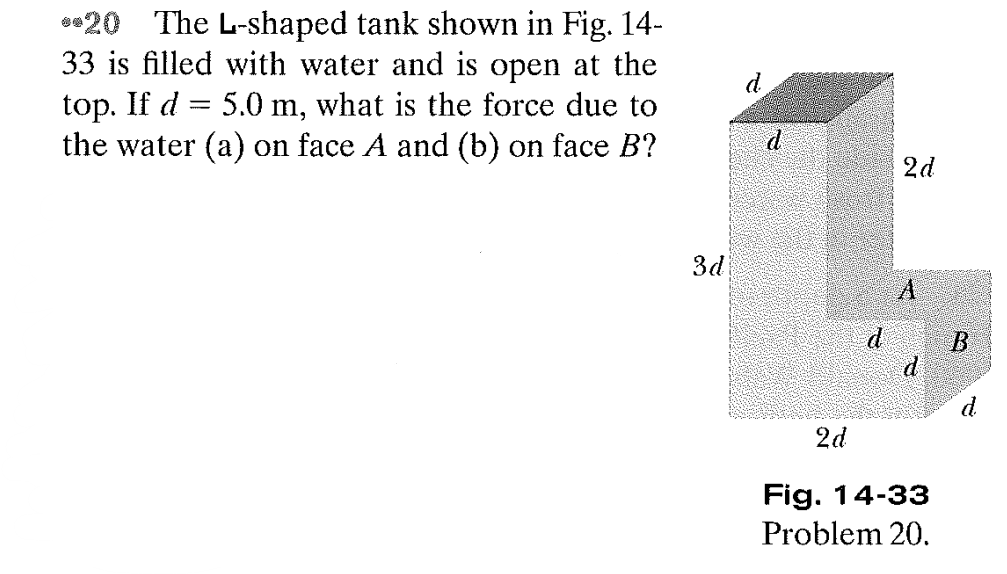 ••20 The L-shaped tank shown in Fig. 14-
33 is filled with water and is open at the
top. If d = 5.0 m, what is the force due to
the water (a) on face A and (b) on face B?
d
d
2d
3d
A
d
B
d
d
2d
Fig. 14-33
Problem 20.